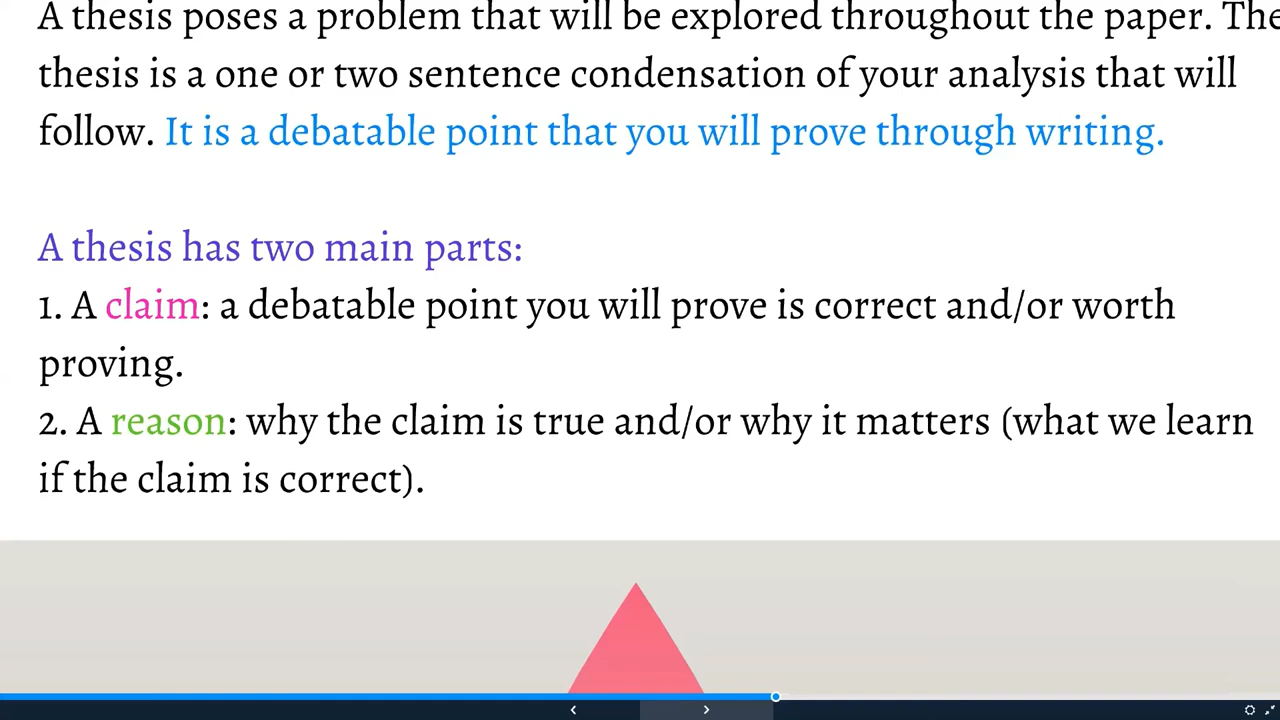 A thesis poses a problem that will be explored throughout the paper. The
thesis is a one or two sentence condensation of your analysis that will
follow. It is a debatable point that you will prove through writing.
A thesis has two main parts:
1. A claim: a debatable point you will prove is correct and/or worth
proving.
2. A reason: why the claim is true and/or why it matters (what we learn
if the claim is correct).